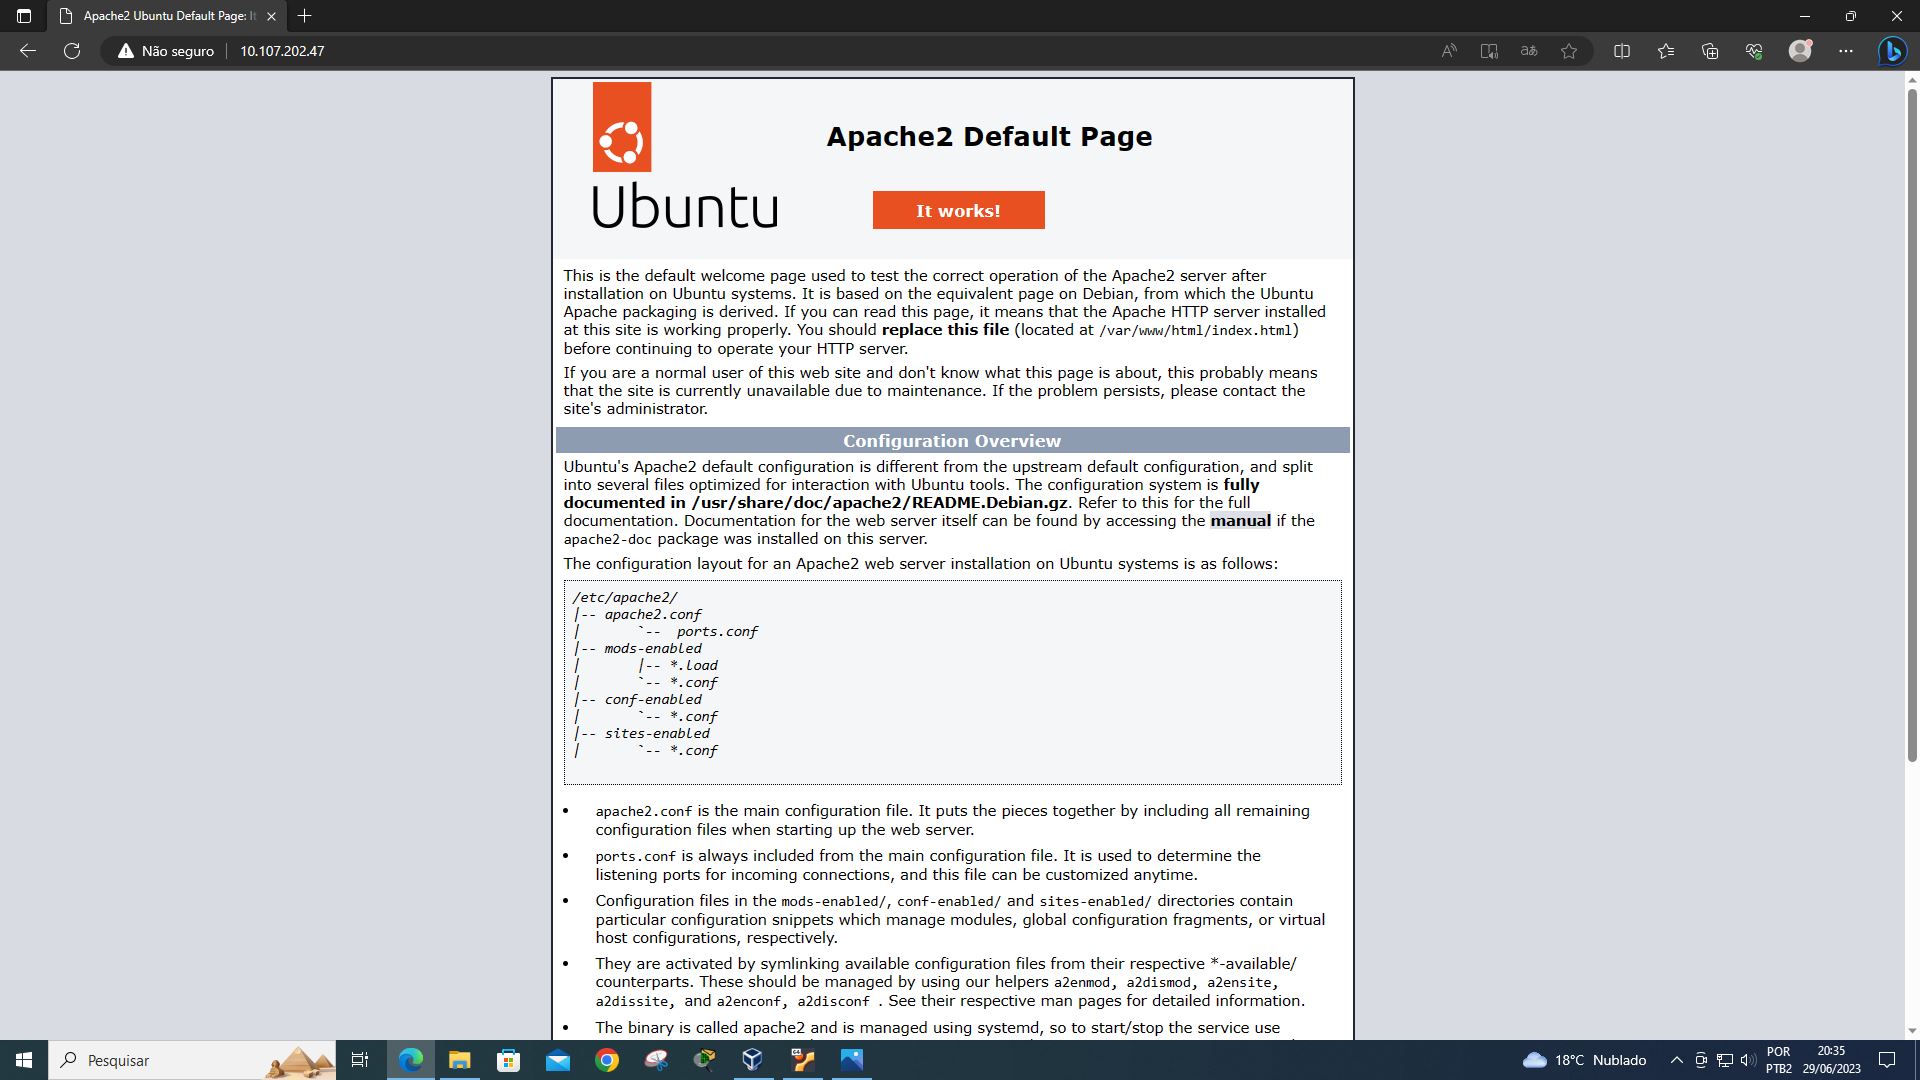 Apache2 Ubuntu Default Page: It
Não seguro
10.107.202.47
Apache2 Default Page
Ubuntu
It works!
This is the default welcome page used to test the correct operation of the Apache2 server after
installation on Ubuntu systems. It is based on the equivalent page on Debian, from which the Ubuntu
Apache packaging is derived. If you can read this page, it means that the Apache HTTP server installed
at this site is working properly. You should replace this file (located at /var/www/html/index.html)
before continuing to operate your HTTP server.
If you are a normal user of this web site and don't know what this page is about, this probably means
that the site is currently unavailable due to maintenance. If the problem persists, please contact the
site's administrator.
Configuration Overview
Ubuntu's Apache2 default configuration is different from the upstream default configuration, and split
into several files optimized for interaction with Ubuntu tools. The configuration system is fully
documented in /usr/share/doc/apache2/README.Debian.gz. Refer to this for the full
documentation. Documentation for the web server itself can be found by accessing the manual if the
apache2-doc package was installed on this server.
The configuration layout for an Apache2 web server installation on Ubuntu systems is as follows:
/etc/apache2/
|-- apache2.conf
|       `--  ports.conf
|-- mods-enabled
|       |-- *.load
|       `-- *.conf
|-- conf-enabled
|       `-- *.conf
|-- sites-enabled
|       `-- *.conf
• apache2.conf is the main configuration file. It puts the pieces together by including all remaining
configuration files when starting up the web server.
• ports.conf is always included from the main configuration file. It is used to determine the
listening ports for incoming connections, and this file can be customized anytime.
• Configuration files in the mods-enabled/, conf-enabled/ and sites-enabled/ directories contain
particular configuration snippets which manage modules, global configuration fragments, or virtual
host configurations, respectively.
• They are activated by symlinking available configuration files from their respective *-available/
counterparts. These should be managed by using our helpers a2enmod, a2dismod, a2ensite,
a2dissite, and a2enconf, a2disconf . See their respective man pages for detailed information.
• The binary is called apache2 and is managed using systemd, so to start/stop the service use
Pesquisar
18°C Nublado
POR
PTB2
20:35
29/06/2023